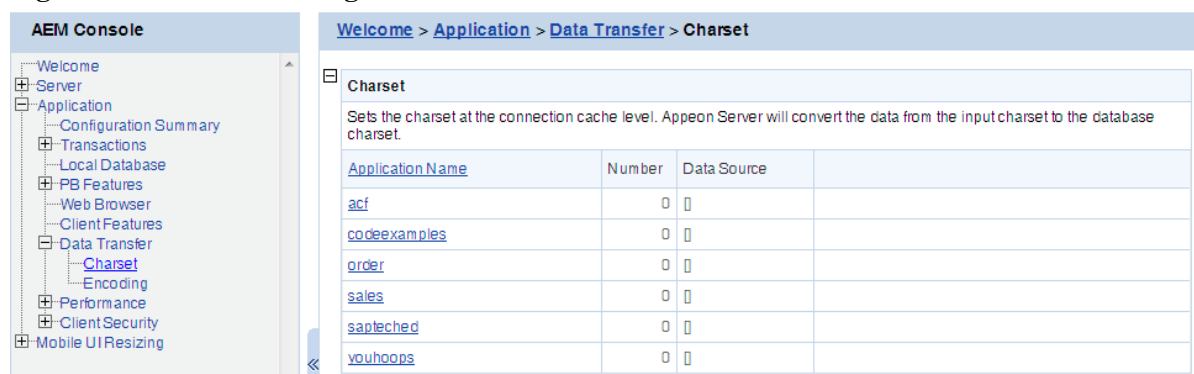 AEM Console
Welcome
Server
Application
Configuration Summary
Transactions
Local Database
PB Features
Web Browser
Client Features
Data Transfer
Charset
Encoding
Performance
Client Security
Mobile UI Resizing
«
Welcome > Application > Data Transfer > Charset
Charset
Sets the charset at the connection cache level. Appeon Server will convert the data from the input charset to the database
charset.
Application Name Number Data Source
acf 0 []
codeexamples 0 []
order 0 []
sales 0 []
sapteched 0 []
youhoops 0 []